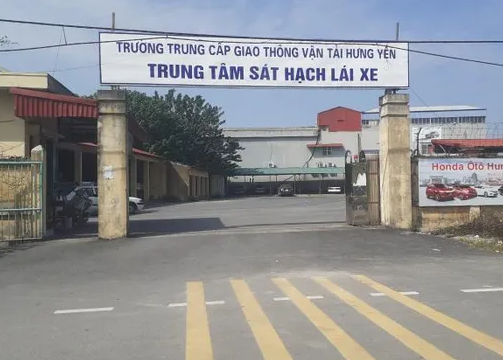 TRƯỜNG TRUNG CẤP GIAO THÔNG VẬN TẢI HƯNG YÊN
TRUNG TÂM SÁT HẠCH LÁI XE
Honda Ôtô Hưn